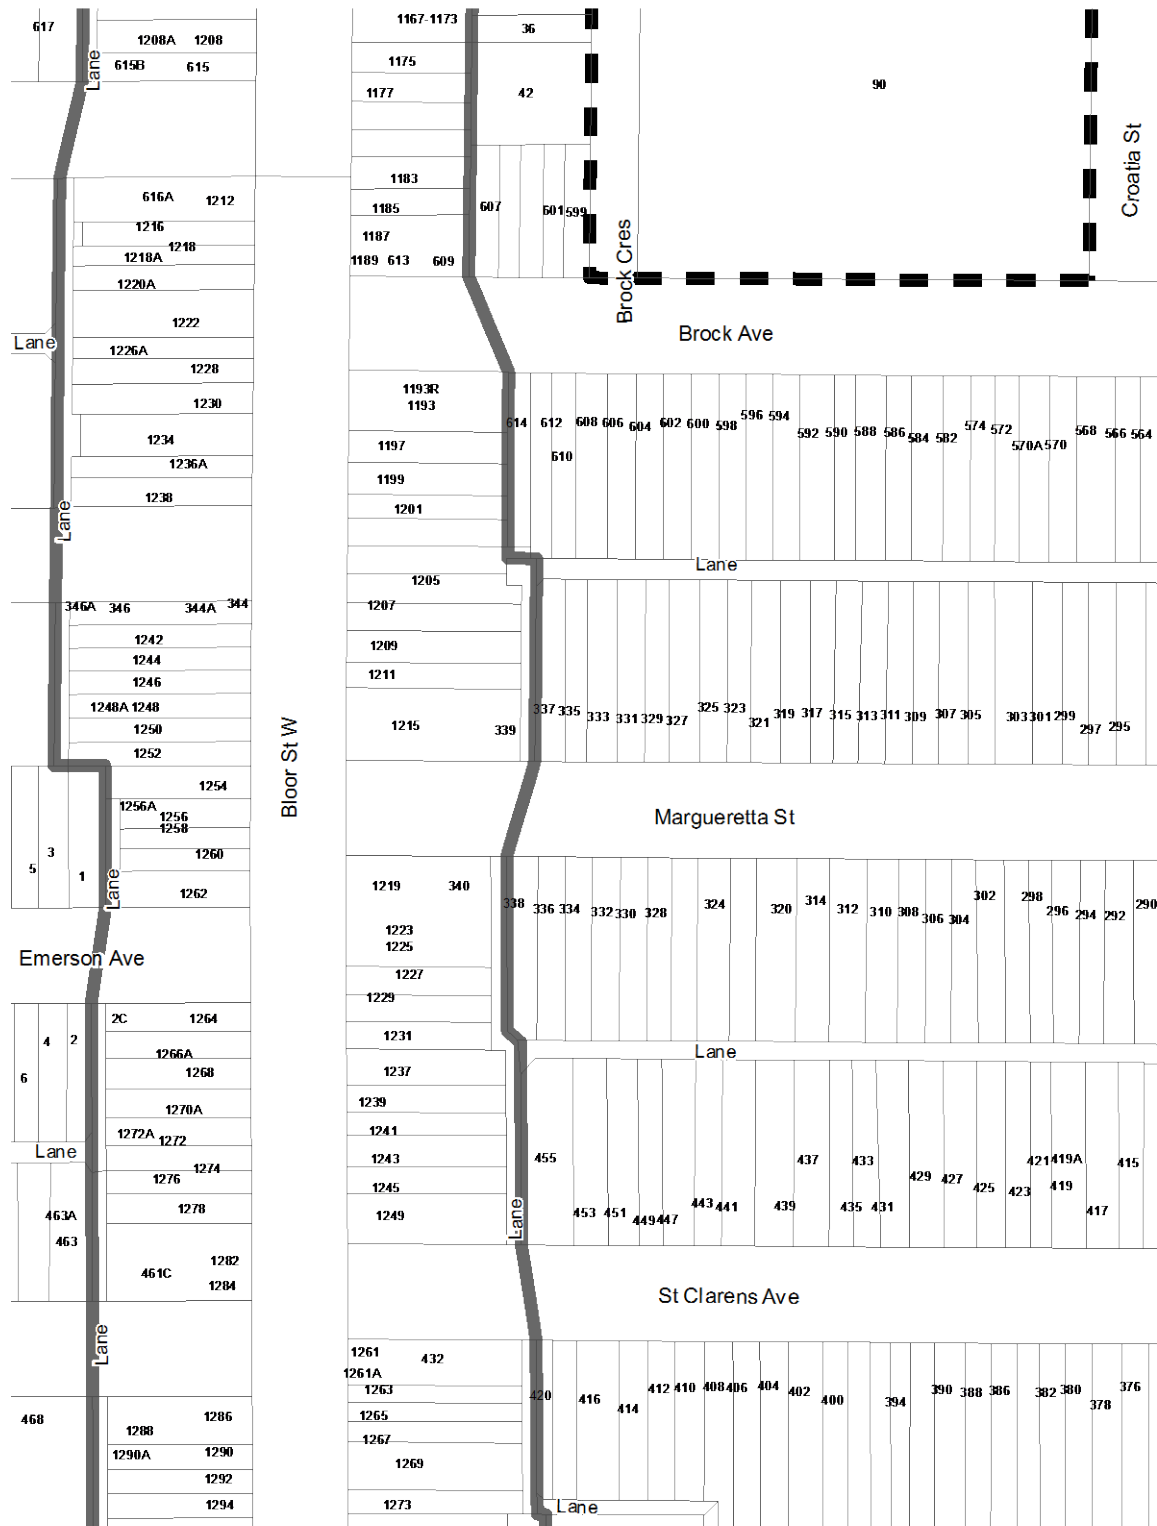 617
1208A 1208
615B 615
Lane
616A 1212
1216
1218
1218A
1220A
1222
Lane
1226A
1228
1230
1234
1236A
1238
Lane
346A 346 344A 344
1242
1244
1246
1248A 1248
1250
1252
1254
1256A
1256
1258
1260
1262
5 3 1
Lane
Emerson Ave
2C 1264
6 4 2
1266A
1268
1270A
1272A 1272
Lane
1274
1276
1278
463A
463
1282
461C
1284
Lane
468
1286
1288
1290A 1290
1292
1294
Bloor St W
1167-1173
36
1175
42
1177
90
Croatia St
1183
1185
607 601 599
1187
1189 613 609
Brock Cres
Brock Ave
1193R
1193
1197
1199
1201
614 612 608 606 604 602 600 598 596 594 592 590 588 586 584 582 574 572 570A 570 568 566 564
610
Lane
1205
1207
1209
1211
1215 339
337 335 333 331 329 327 325 323 321 319 317 315 313 311 309 307 305 303 301 299 297 295
Margueretta St
1219 340
338 336 334 332 330 328 324 320 314 312 310 308 306 304 302 298 296 294 292 290
1223
1225
1227
1229
1231
Lane
1237
1239
1241
1243
1245
1249
Lane
455 453 451 449 447 443 441 439 437 435 433 431 429 427 425 423 421 419A 419 417 415
St Clarens Ave
1261 432
1261A
1263
1265
1267
1269
1273
420 416 414 412 410 408 406 404 402 400 394 390 388 386 382 380 378 376
Lane